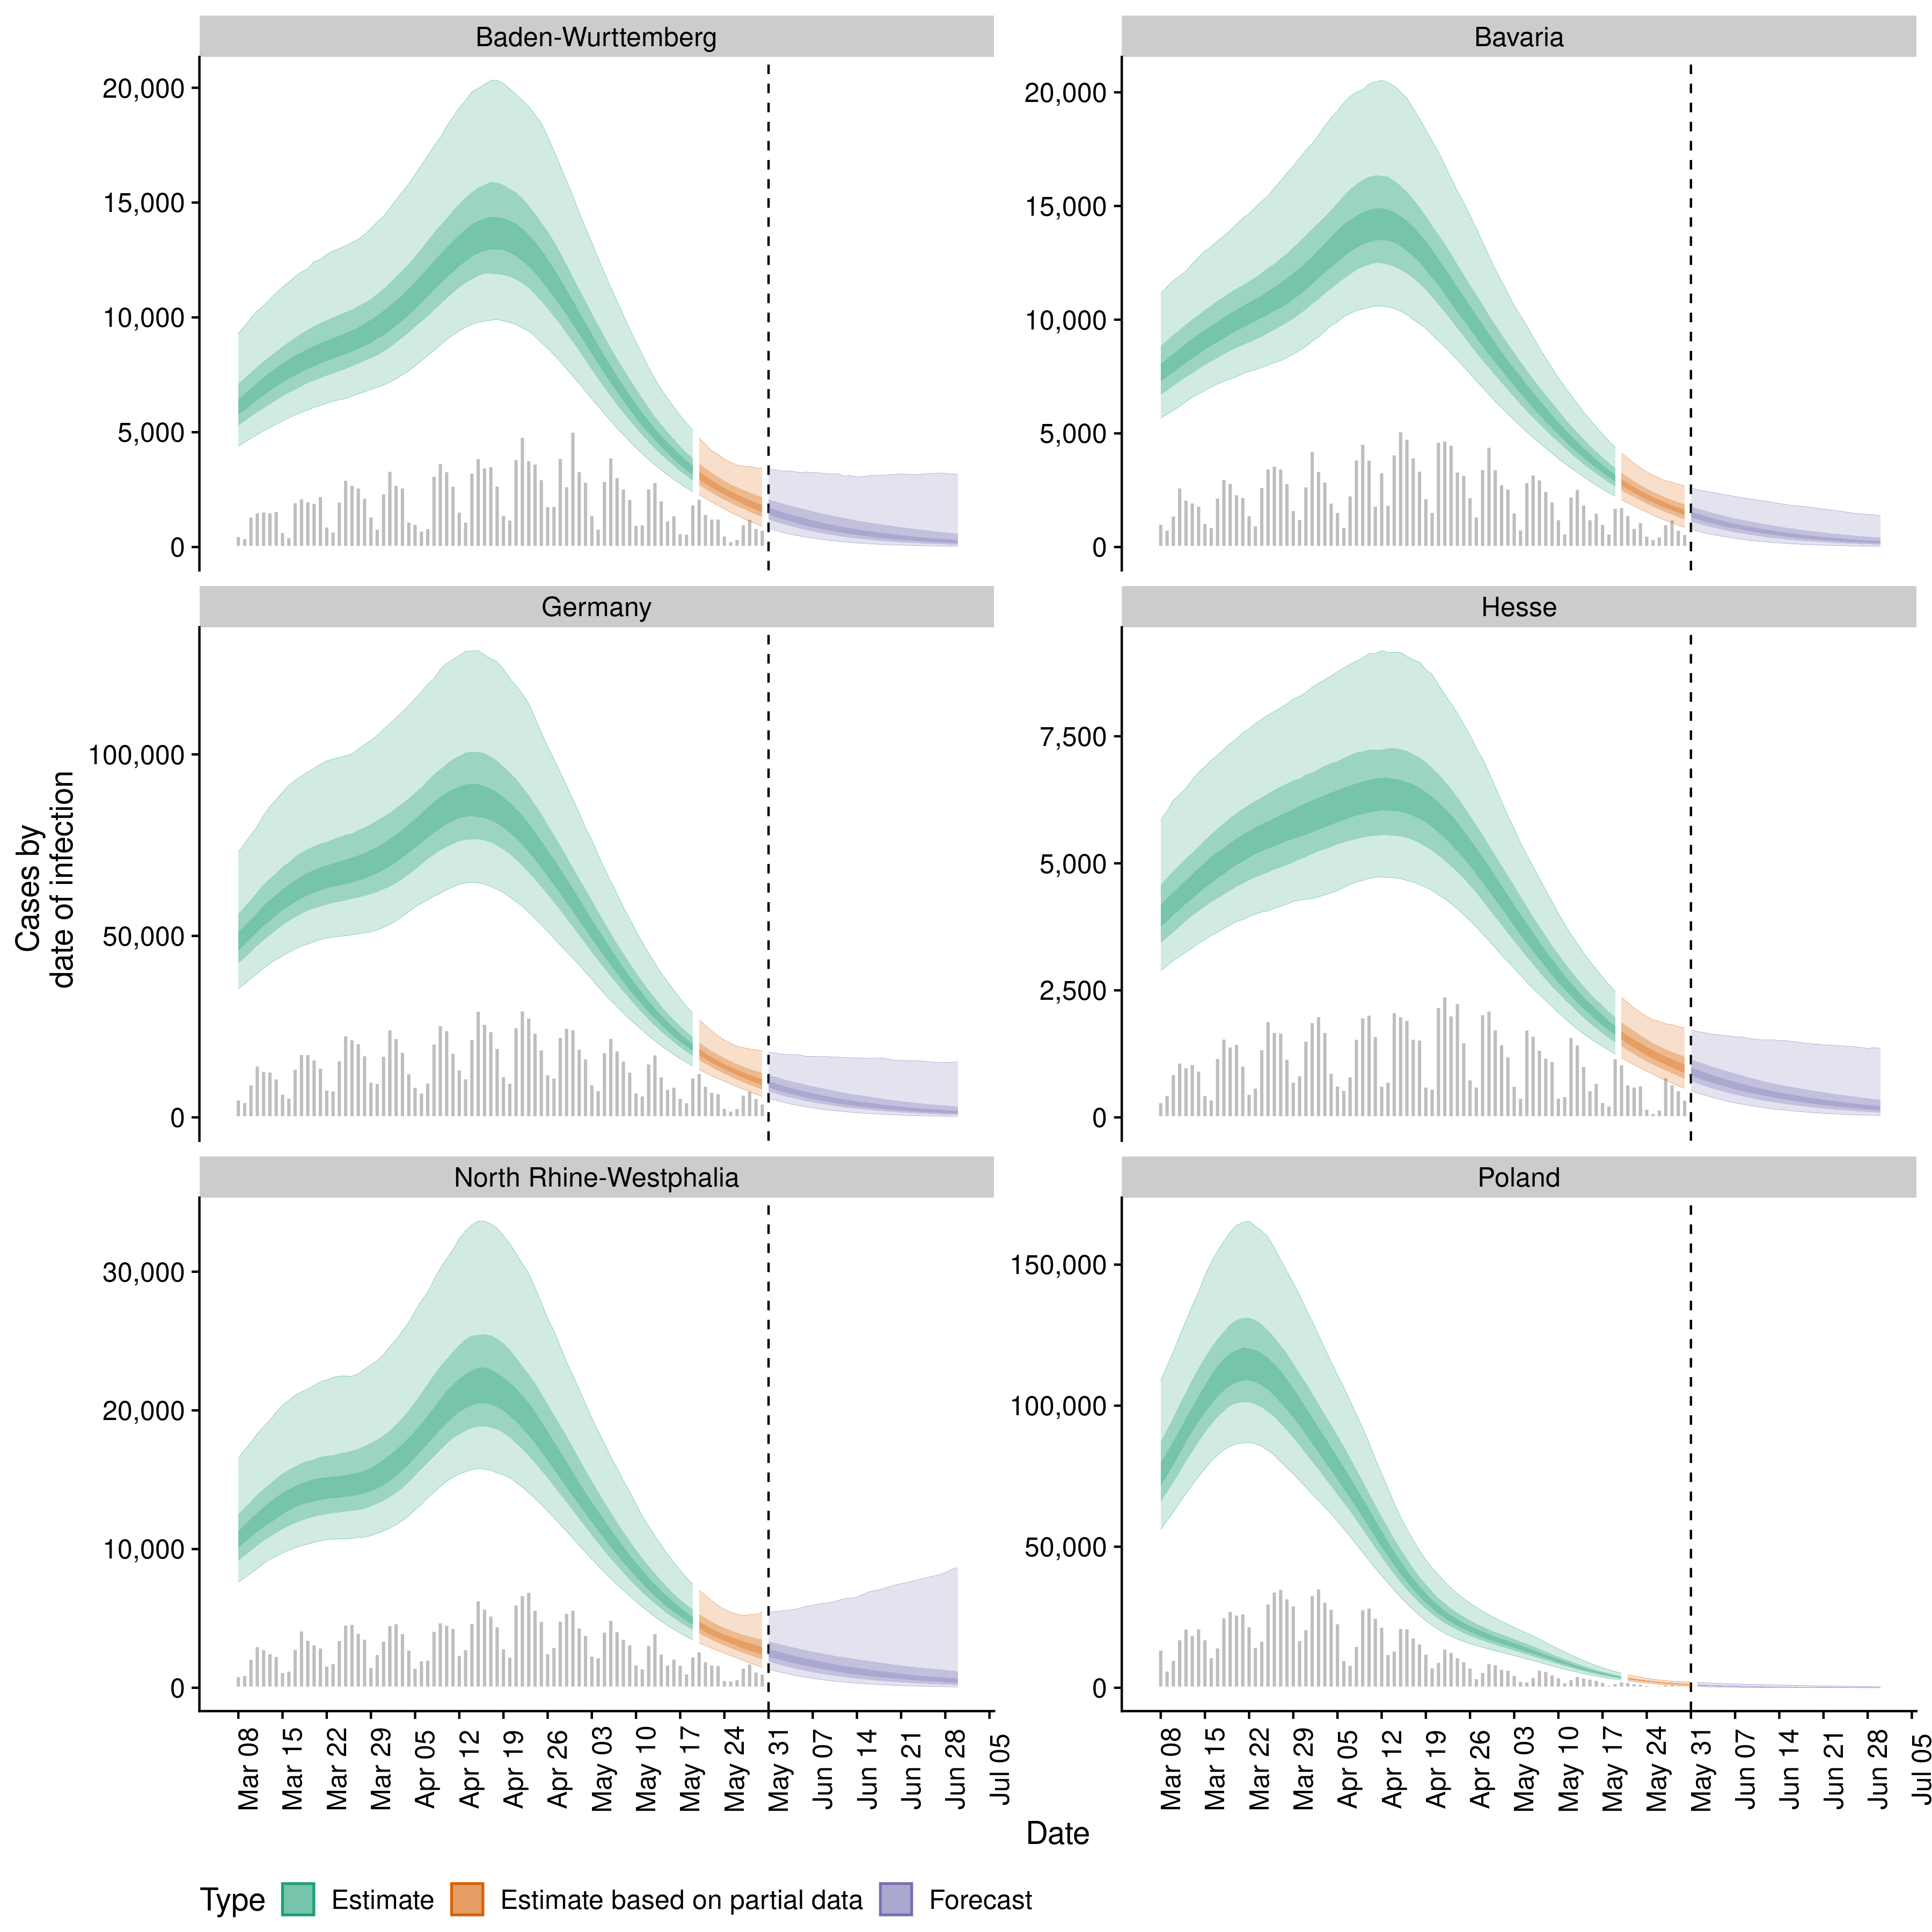 Baden-Wurttemberg
Bavaria
20,000
15,000
10,000
5,000
0
20,000
15,000
10,000
5,000
0
Germany
Hesse
100,000
50,000
0
7,500
5,000
2,500
0
Cases by
date of infection
North Rhine-Westphalia
Poland
30,000
20,000
10,000
0
150,000
100,000
50,000
0
Mar 08 Mar 15 Mar 22 Mar 29 Apr 05 Apr 12 Apr 19 Apr 26 May 03 May 10 May 17 May 24 May 31 Jun 07 Jun 14 Jun 21 Jun 28 Jul 05
Mar 08 Mar 15 Mar 22 Mar 29 Apr 05 Apr 12 Apr 19 Apr 26 May 03 May 10 May 17 May 24 May 31 Jun 07 Jun 14 Jun 21 Jun 28 Jul 05
Date
Type Estimate Estimate based on partial data Forecast